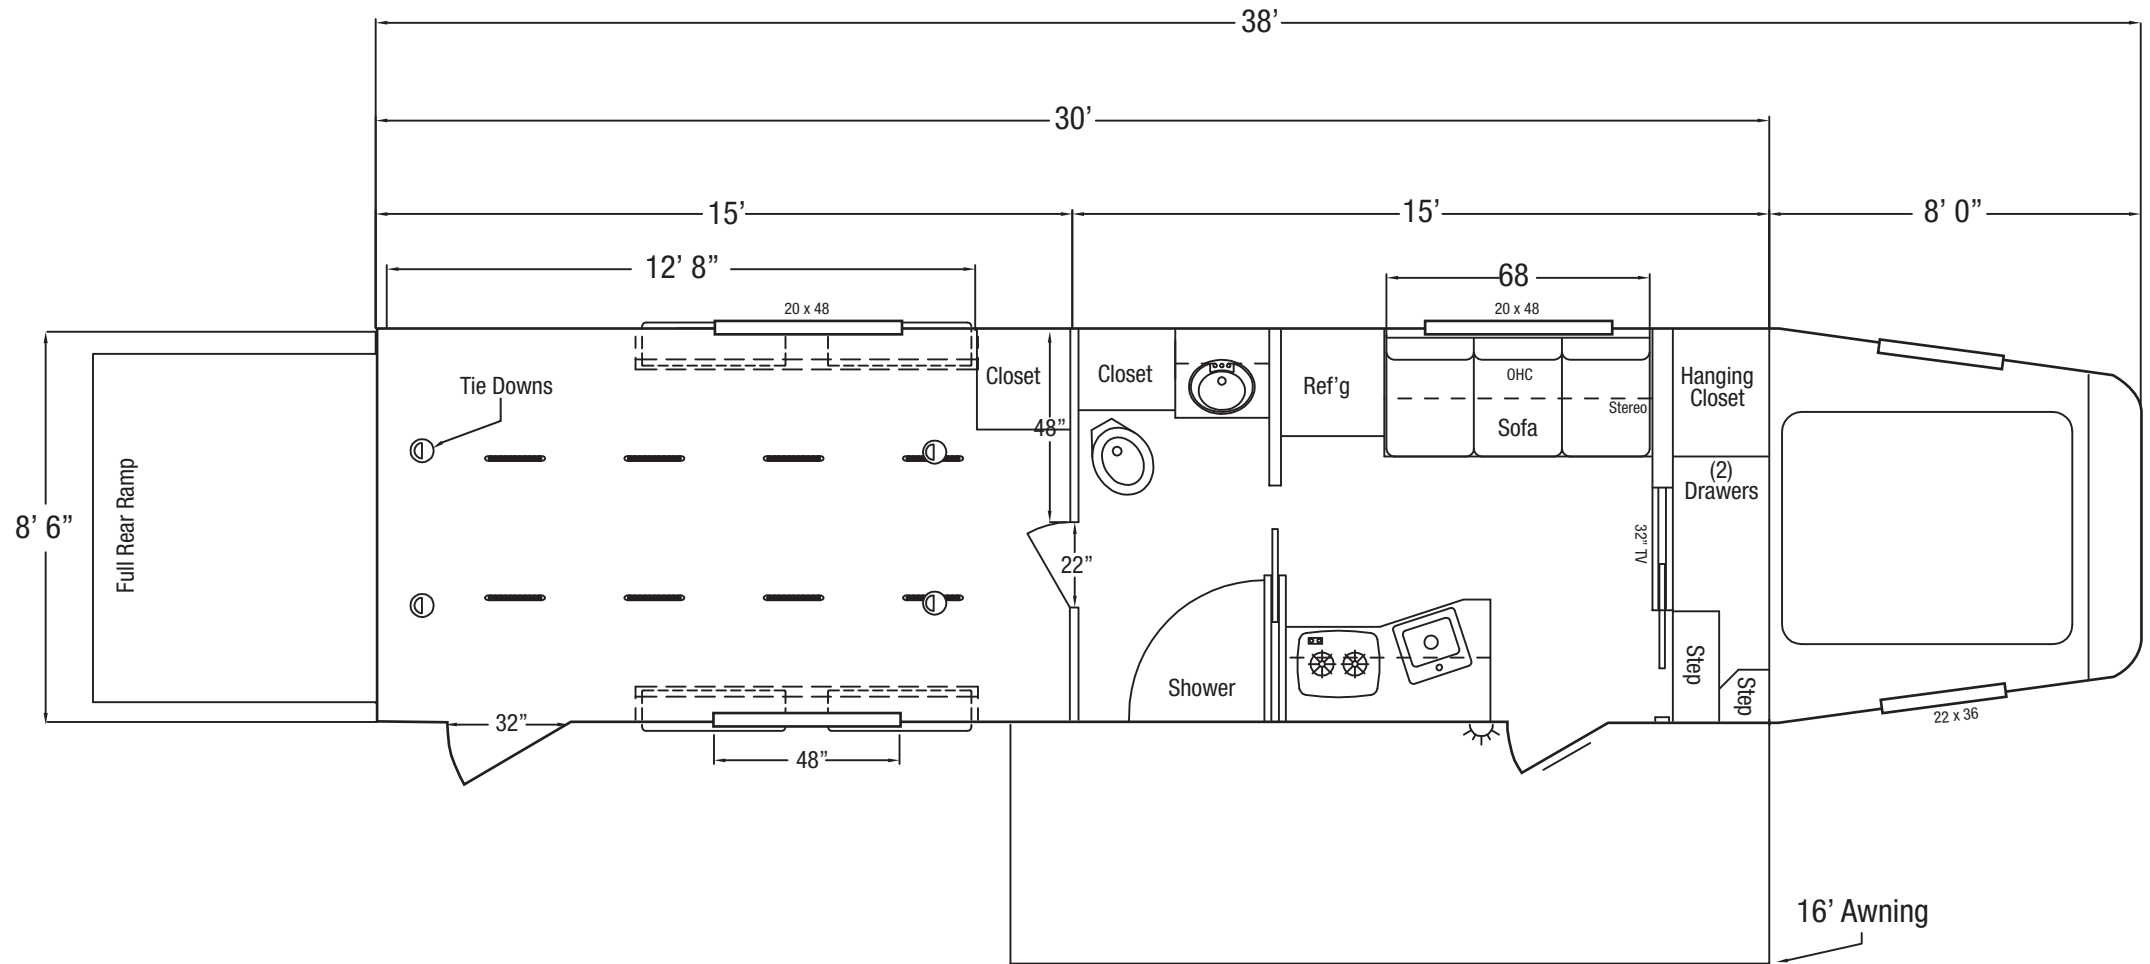 38’
30’
15’
15’
8’ 0”
12’ 8”
68
20 x 48
20 x 48
Tie Downs
Closet
Closet
Ref’g
OHC
Stereo
Sofa
Hanging
Closet
48”
(2)
Drawers
Full Rear Ramp
8’ 6”
32” TV
22”
Shower
Step
Step
32”
48”
22 x 36
16’ Awning